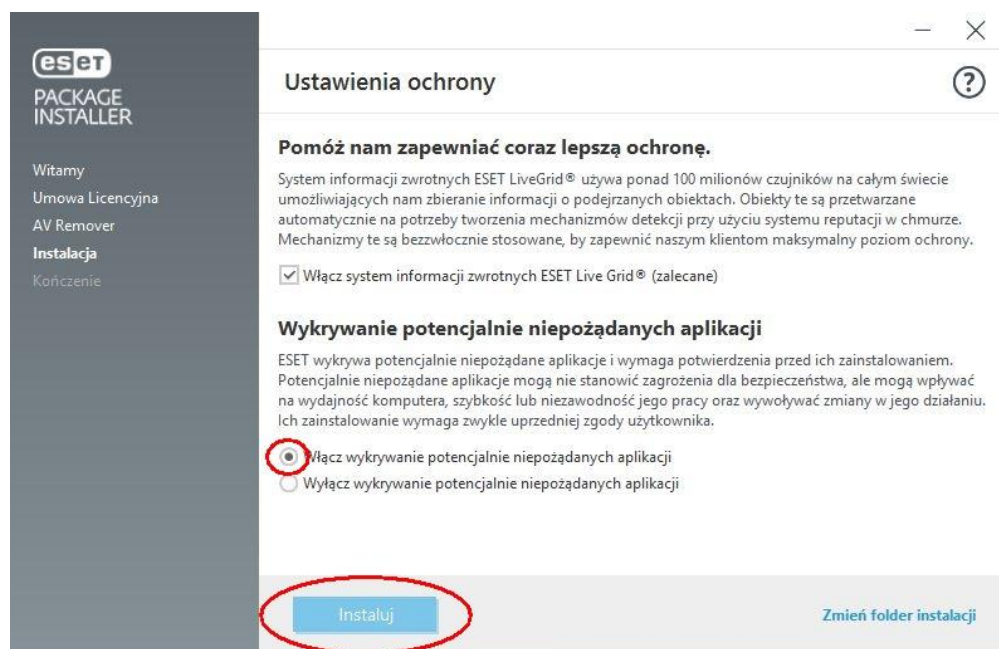 eset
PACKAGE
INSTALLER
Witamy
Umowa Licencyjna
AV Remover
Instalacja
Kończenie
Ustawienia ochrony
?
Pomóż nam zapewniać coraz lepszą ochronę.
System informacji zwrotnych ESET LiveGrid® używa ponad 100 milionów czujników na całym świecie
umożliwiających nam zbieranie informacji o podejrzanych obiektach. Obiekty te są przetwarzane
automatycznie na potrzeby tworzenia mechanizmów detekcji przy użyciu systemu reputacji w chmurze.
Mechanizmy te są bezzwłocznie stosowane, by zapewnić naszym klientom maksymalny poziom ochrony.
Włącz system informacji zwrotnych ESET Live Grid® (zalecane)
Wykrywanie potencjalnie niepożądanych aplikacji
ESET wykrywa potencjalnie niepożądane aplikacje i wymaga potwierdzenia przed ich zainstalowaniem.
Potencjalnie niepożądane aplikacje mogą nie stanowić zagrożenia dla bezpieczeństwa, ale mogą wpływać
na wydajność komputera, szybkość lub niezawodność jego pracy oraz wywoływać zmiany w jego działaniu.
Ich zainstalowanie wymaga zwykle uprzedniej zgody użytkownika.
Włącz wykrywanie potencjalnie niepożądanych aplikacji
Wyłącz wykrywanie potencjalnie niepożądanych aplikacji
Instaluj
Zmień folder instalacji